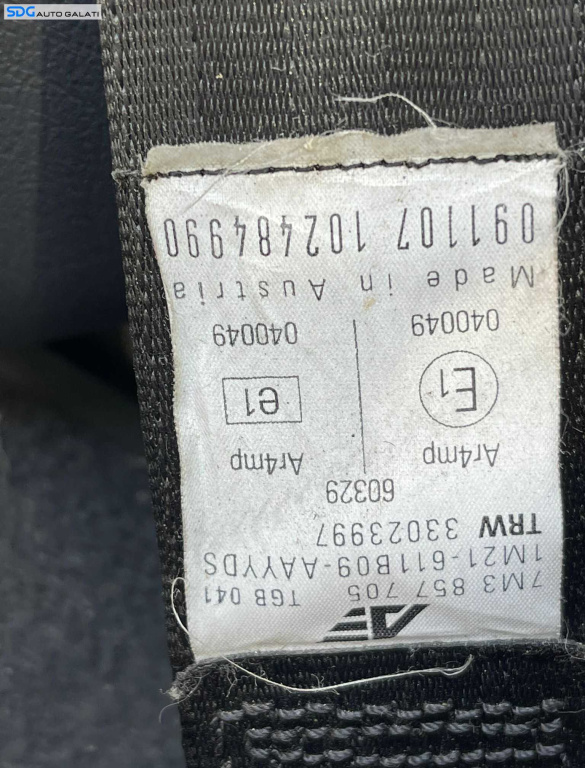 SDG AUTO GALATI
7M3 857 705 TGB 041
1M21-611B09-AAYYDS
TRW 33023997
60329
Ar4mp Ar4mp
E1 e1
040049 040049
Made in Austria
091107 102484990